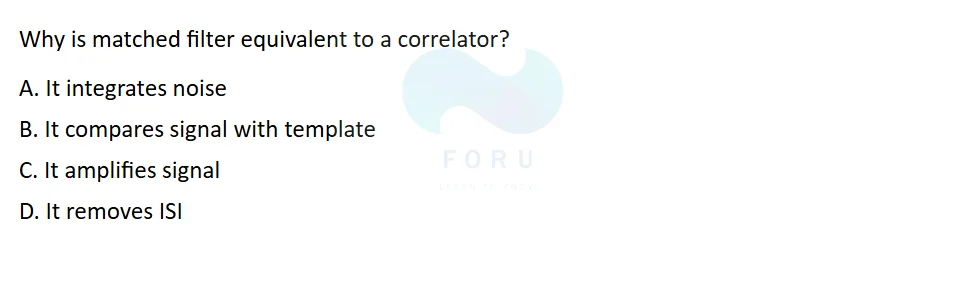 Why is matched filter equivalent to a correlator?
A. It integrates noise
B. It compares signal with template
C. It amplifies signal
FORU
D. It removes ISI